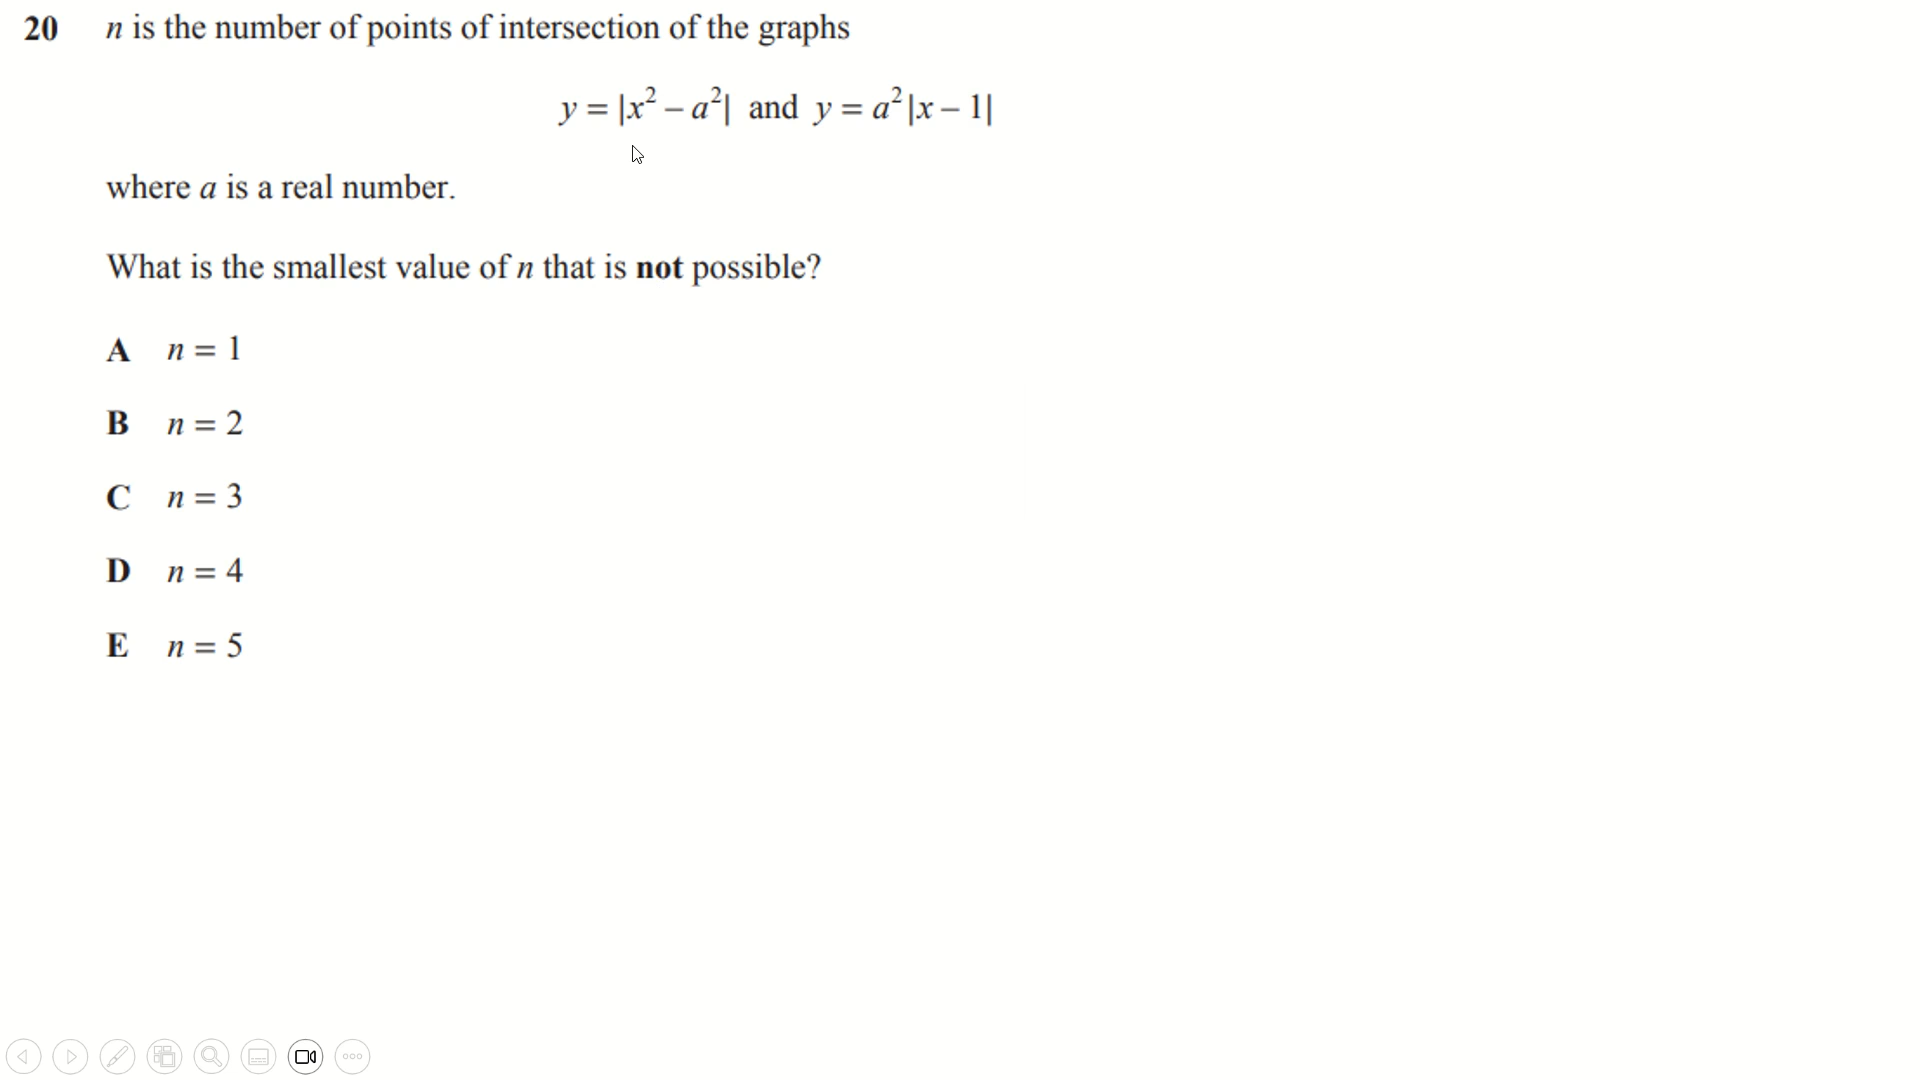 20 n is the number of points of intersection of the graphs
y = |x² – a²| and y = a²|x – 1|
where a is a real number.
What is the smallest value of n that is not possible?
A n = 1
B n = 2
C n = 3
D n = 4
E n = 5